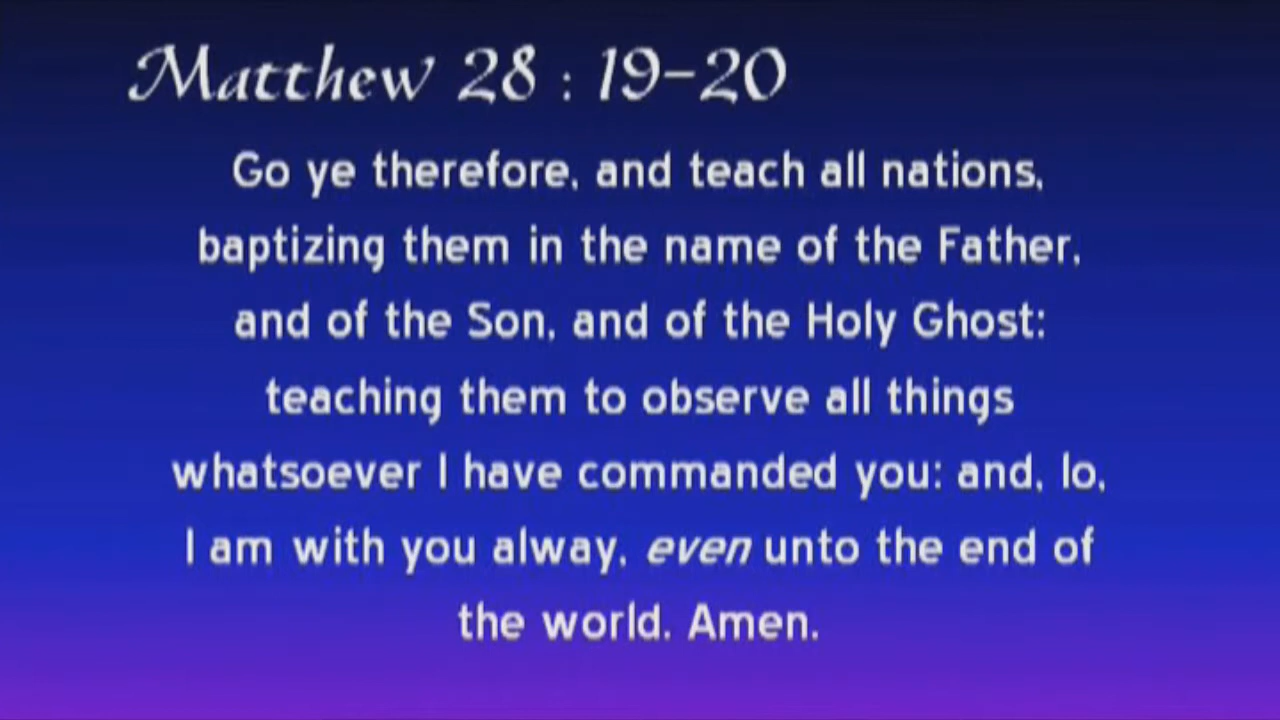 Matthew 28 : 19-20
Go ye therefore, and teach all nations,
baptizing them in the name of the Father,
and of the Son, and of the Holy Ghost:
teaching them to observe all things
whatsoever I have commanded you: and, lo,
I am with you alway, even unto the end of
the world. Amen.